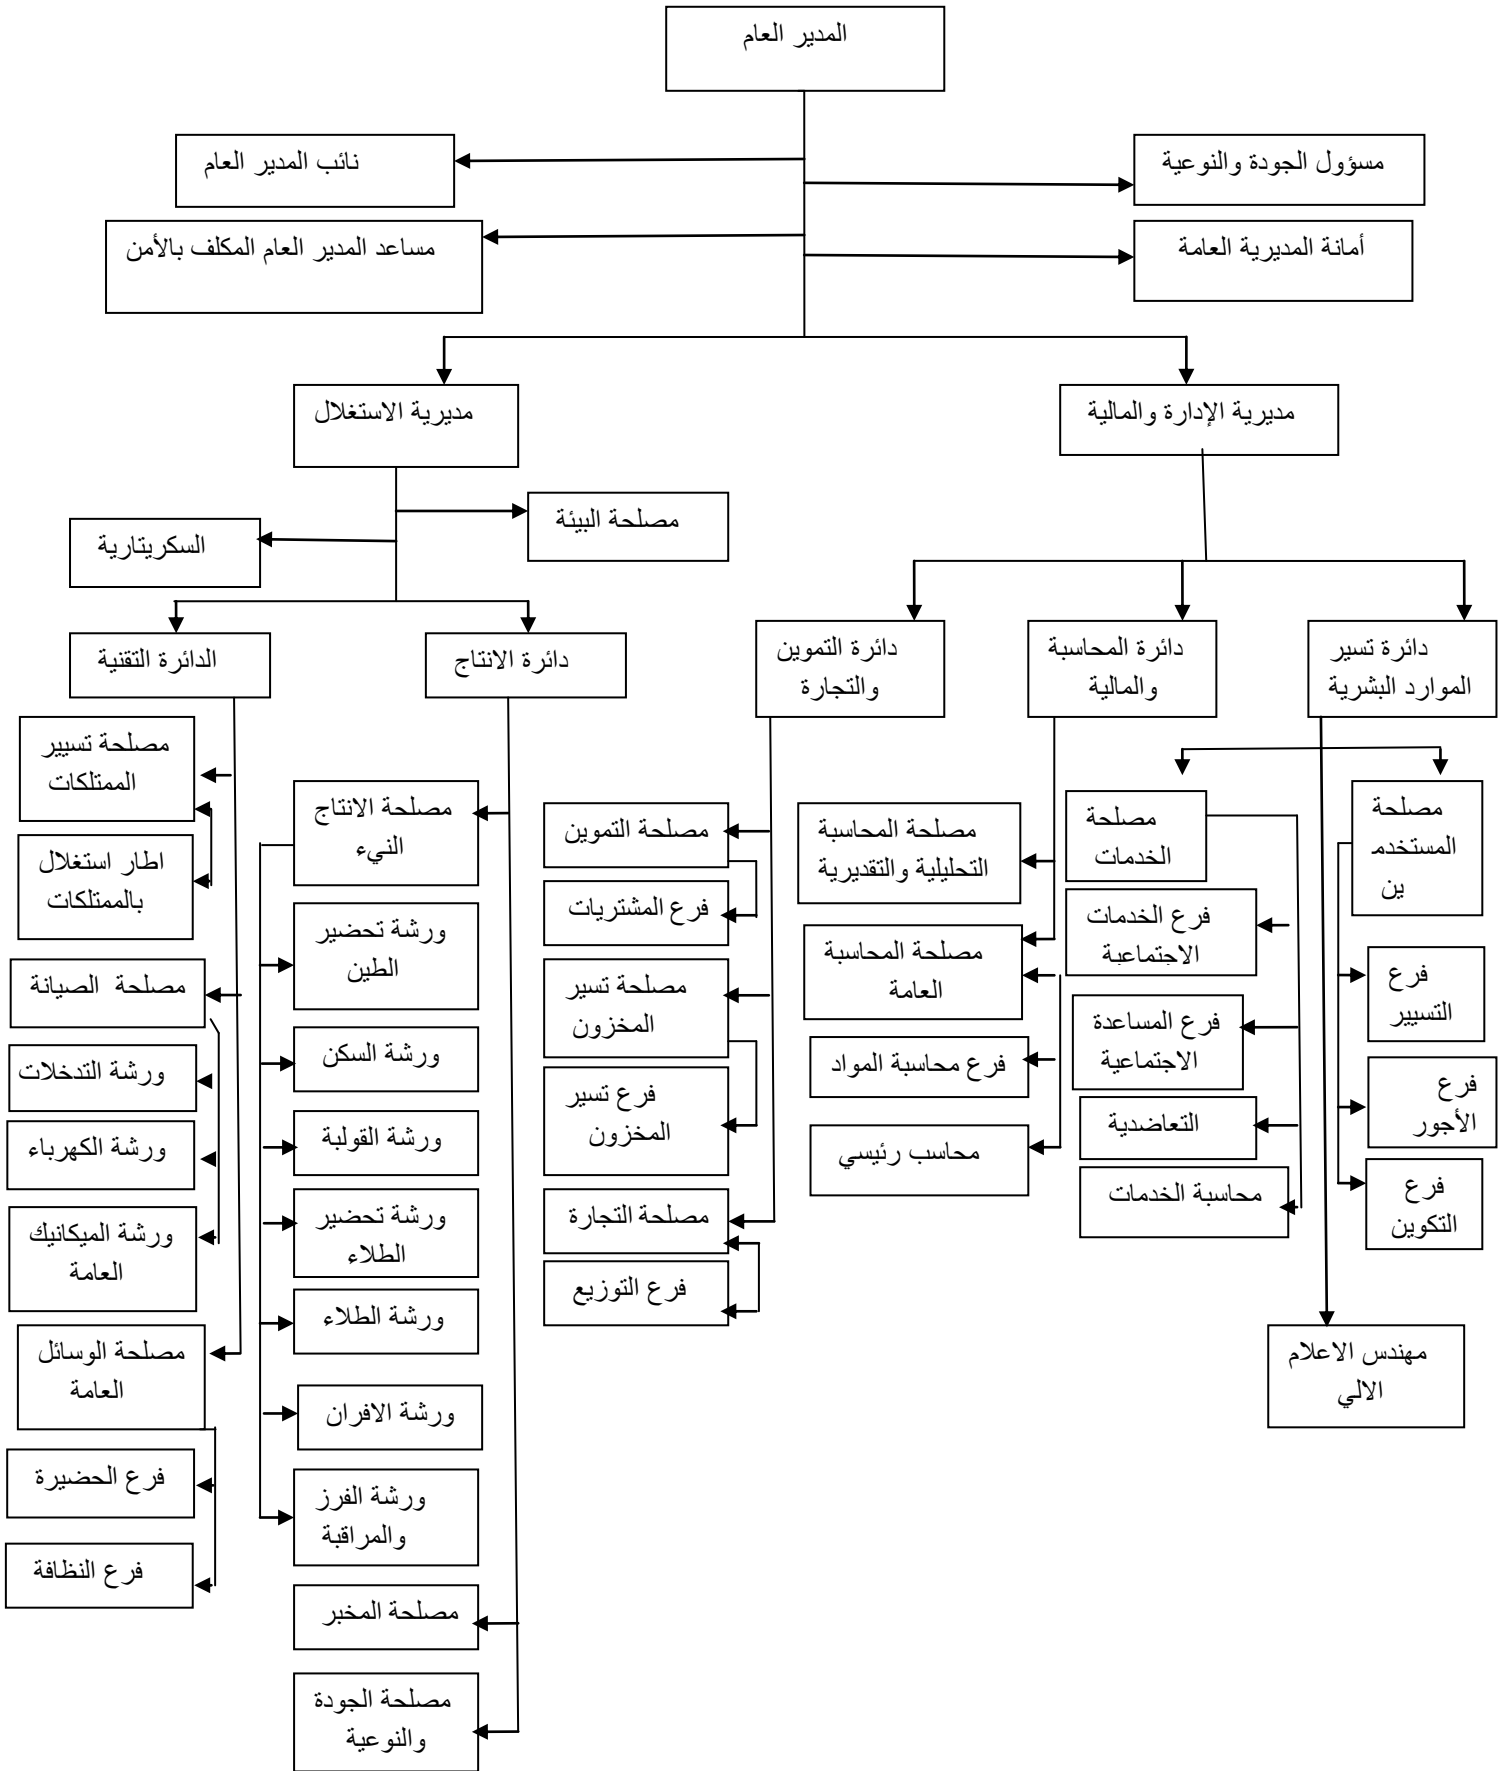 المدير العام
مسؤول الجودة والنوعية
نائب المدير العام
أمانة المديرية العامة
مساعد المدير العام المكلف بالأمن
مديرية الإدارة والمالية
مديرية الاستغلال
مصلحة البيئة
السكريتارية
دائرة تسير
الموارد البشرية
دائرة المحاسبة
والمالية
دائرة التموين
والتجارة
دائرة الانتاج
الدائرة التقنية
مصلحة
المستخدم
ين
فرع
التسيير
فرع
الأجور
فرع
التكوين
مصلحة
الخدمات
فرع الخدمات
الاجتماعية
فرع المساعدة
الاجتماعية
التعاضدية
محاسبة الخدمات
مهندس الاعلام
الالي
مصلحة المحاسبة
التحليلية والتقديرية
مصلحة المحاسبة
العامة
فرع محاسبة المواد
محاسب رئيسي
مصلحة التموين
فرع المشتريات
مصلحة تسير
المخزون
فرع تسير
المخزون
مصلحة التجارة
فرع التوزيع
مصلحة الانتاج
النيء
ورشة تحضير
الطين
ورشة السكن
ورشة القولبة
ورشة تحضير
الطلاء
ورشة الطلاء
ورشة الافران
ورشة الفرز
والمراقبة
مصلحة المخبر
مصلحة الجودة
والنوعية
مصلحة تسيير
الممتلكات
اطار استغلال
بالممتلكات
مصلحة الصيانة
ورشة التدخلات
ورشة الكهرباء
ورشة الميكانيك
العامة
مصلحة الوسائل
العامة
فرع الحضيرة
فرع النظافة